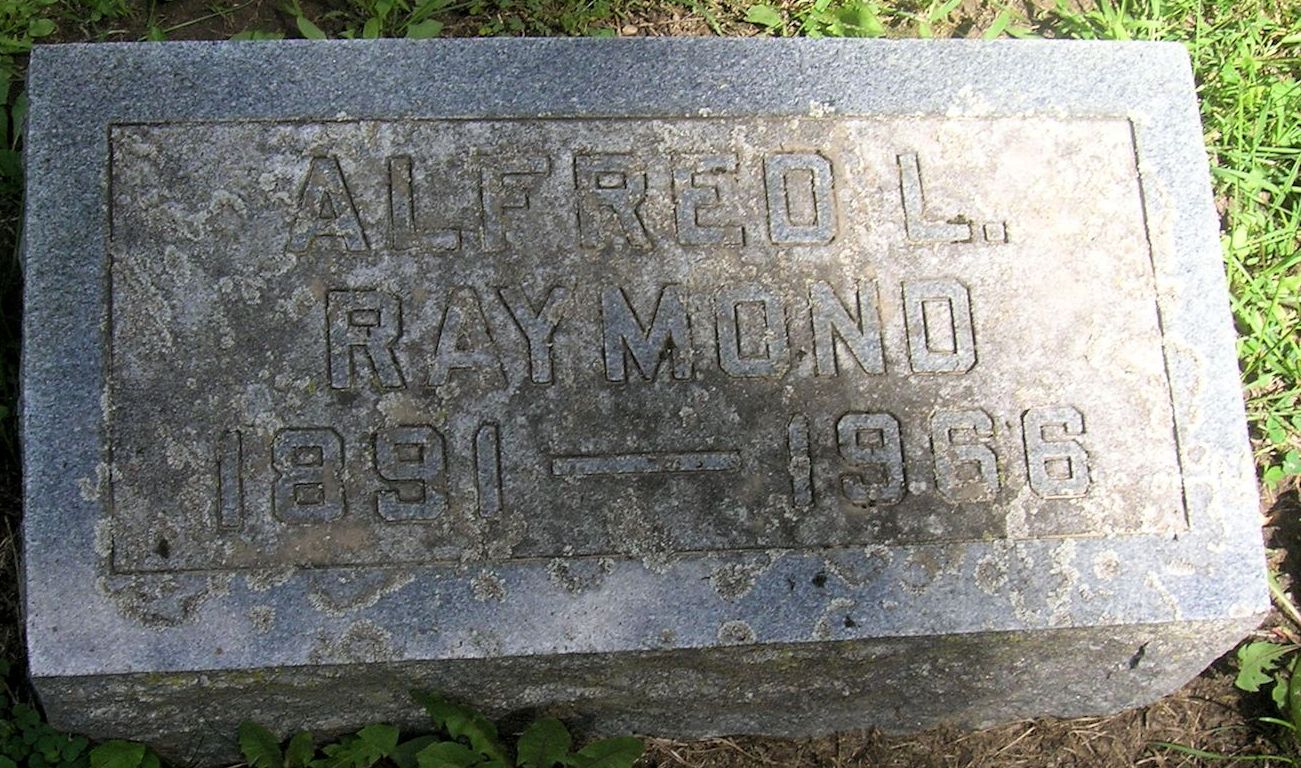 ALFRED L.
RAYMOND
1891 — 1966